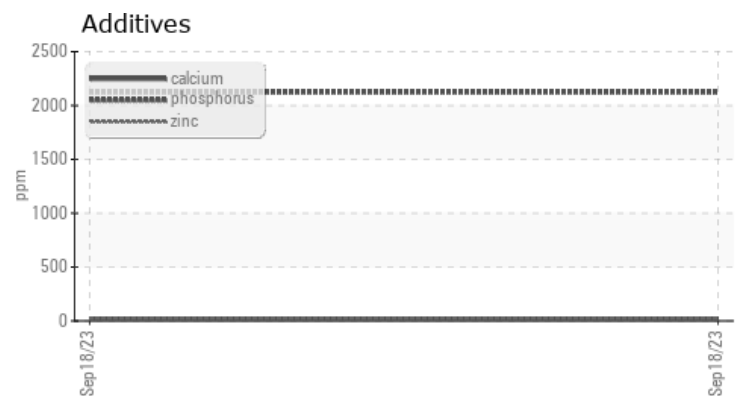 Additives
2500
2000
1500
1000
500
0
ppm
calcium
phosphorus
zinc
Sep18/23
Sep18/23